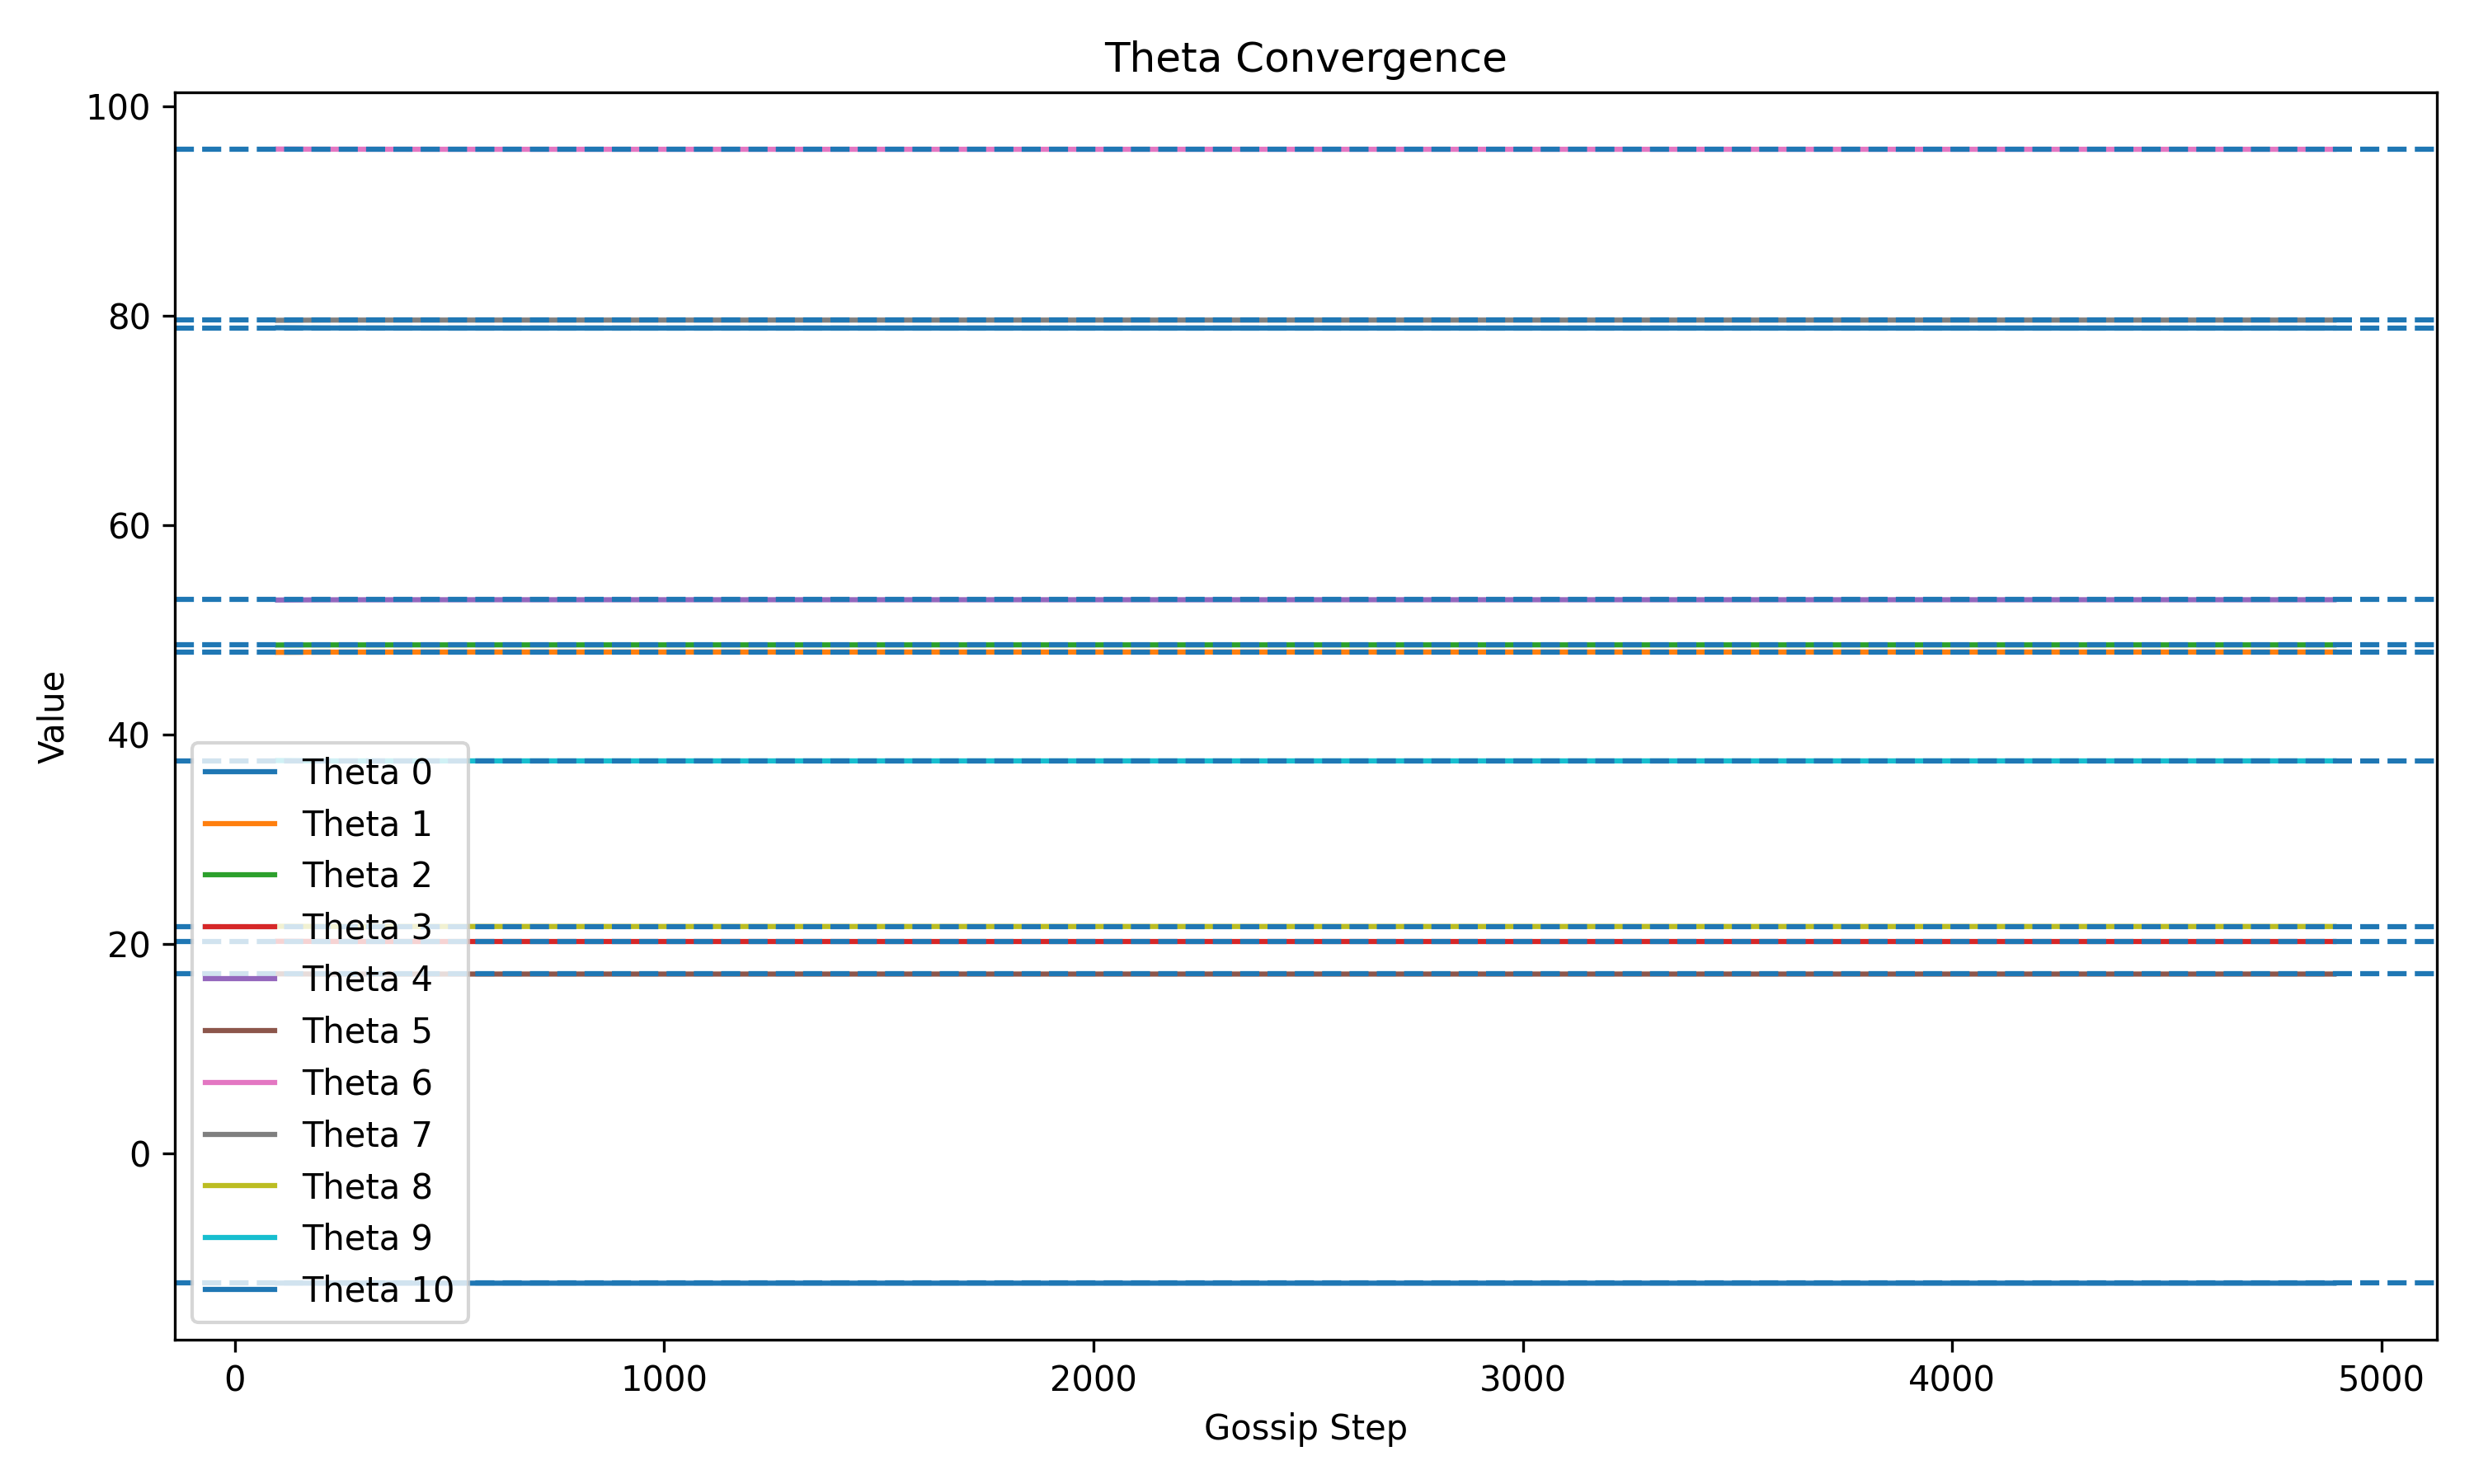 Theta Convergence
100
80
60
40
20
0
Value
Theta 0
Theta 1
Theta 2
Theta 3
Theta 4
Theta 5
Theta 6
Theta 7
Theta 8
Theta 9
Theta 10
0 1000 2000 3000 4000 5000
Gossip Step